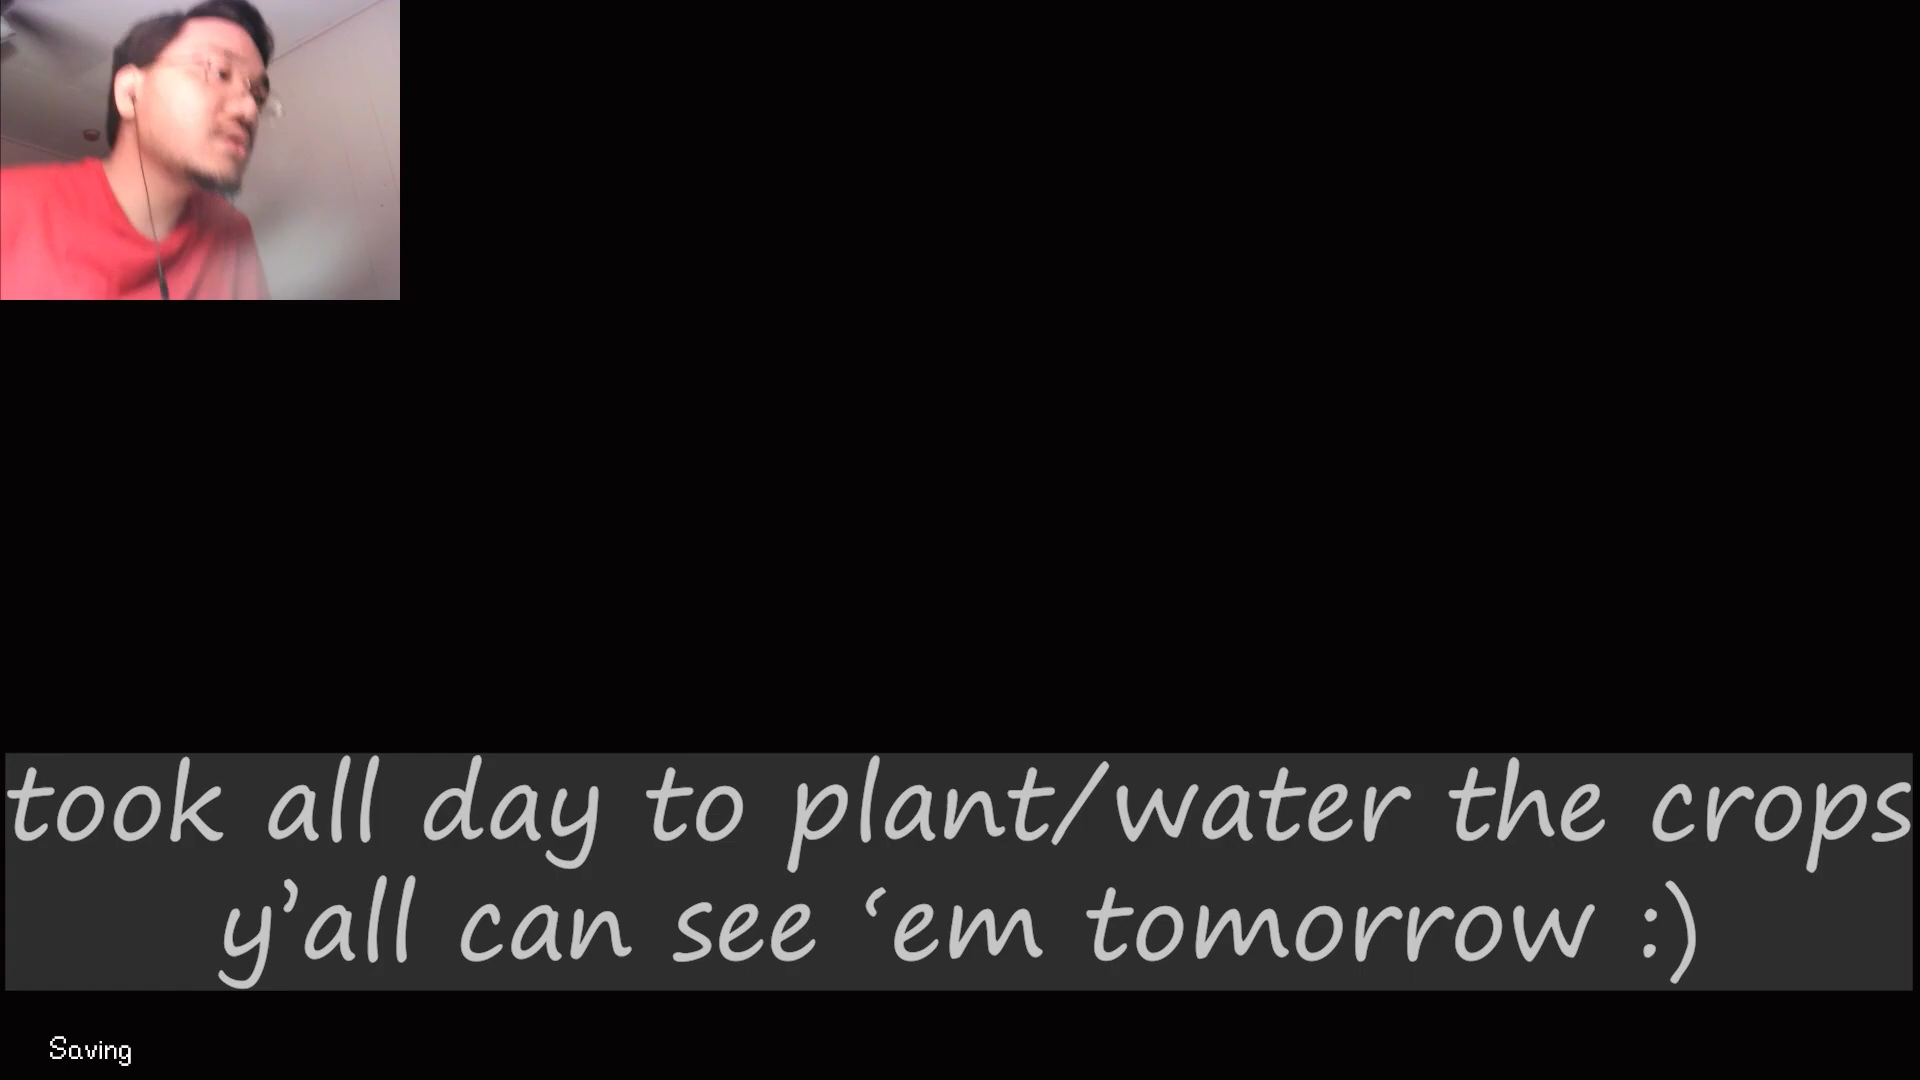 took all day to plant/water the crops
y’all can see ‘em tomorrow :)
Saving